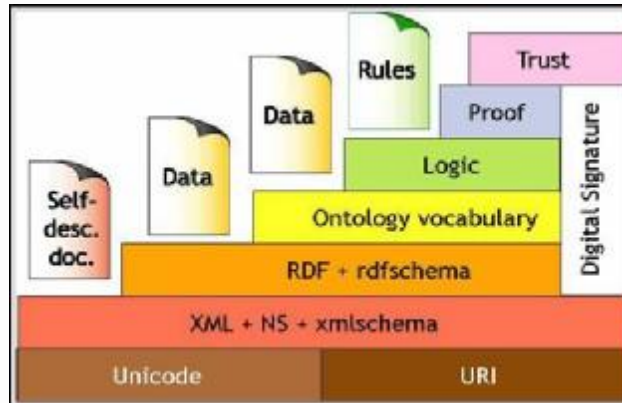 Trust
Rules
Proof
Data
Logic
Data
Digital Signature
Self-
desc.
doc.
Ontology vocabulary
RDF + rdfschema
XML + NS + xmlschema
Unicode
URI